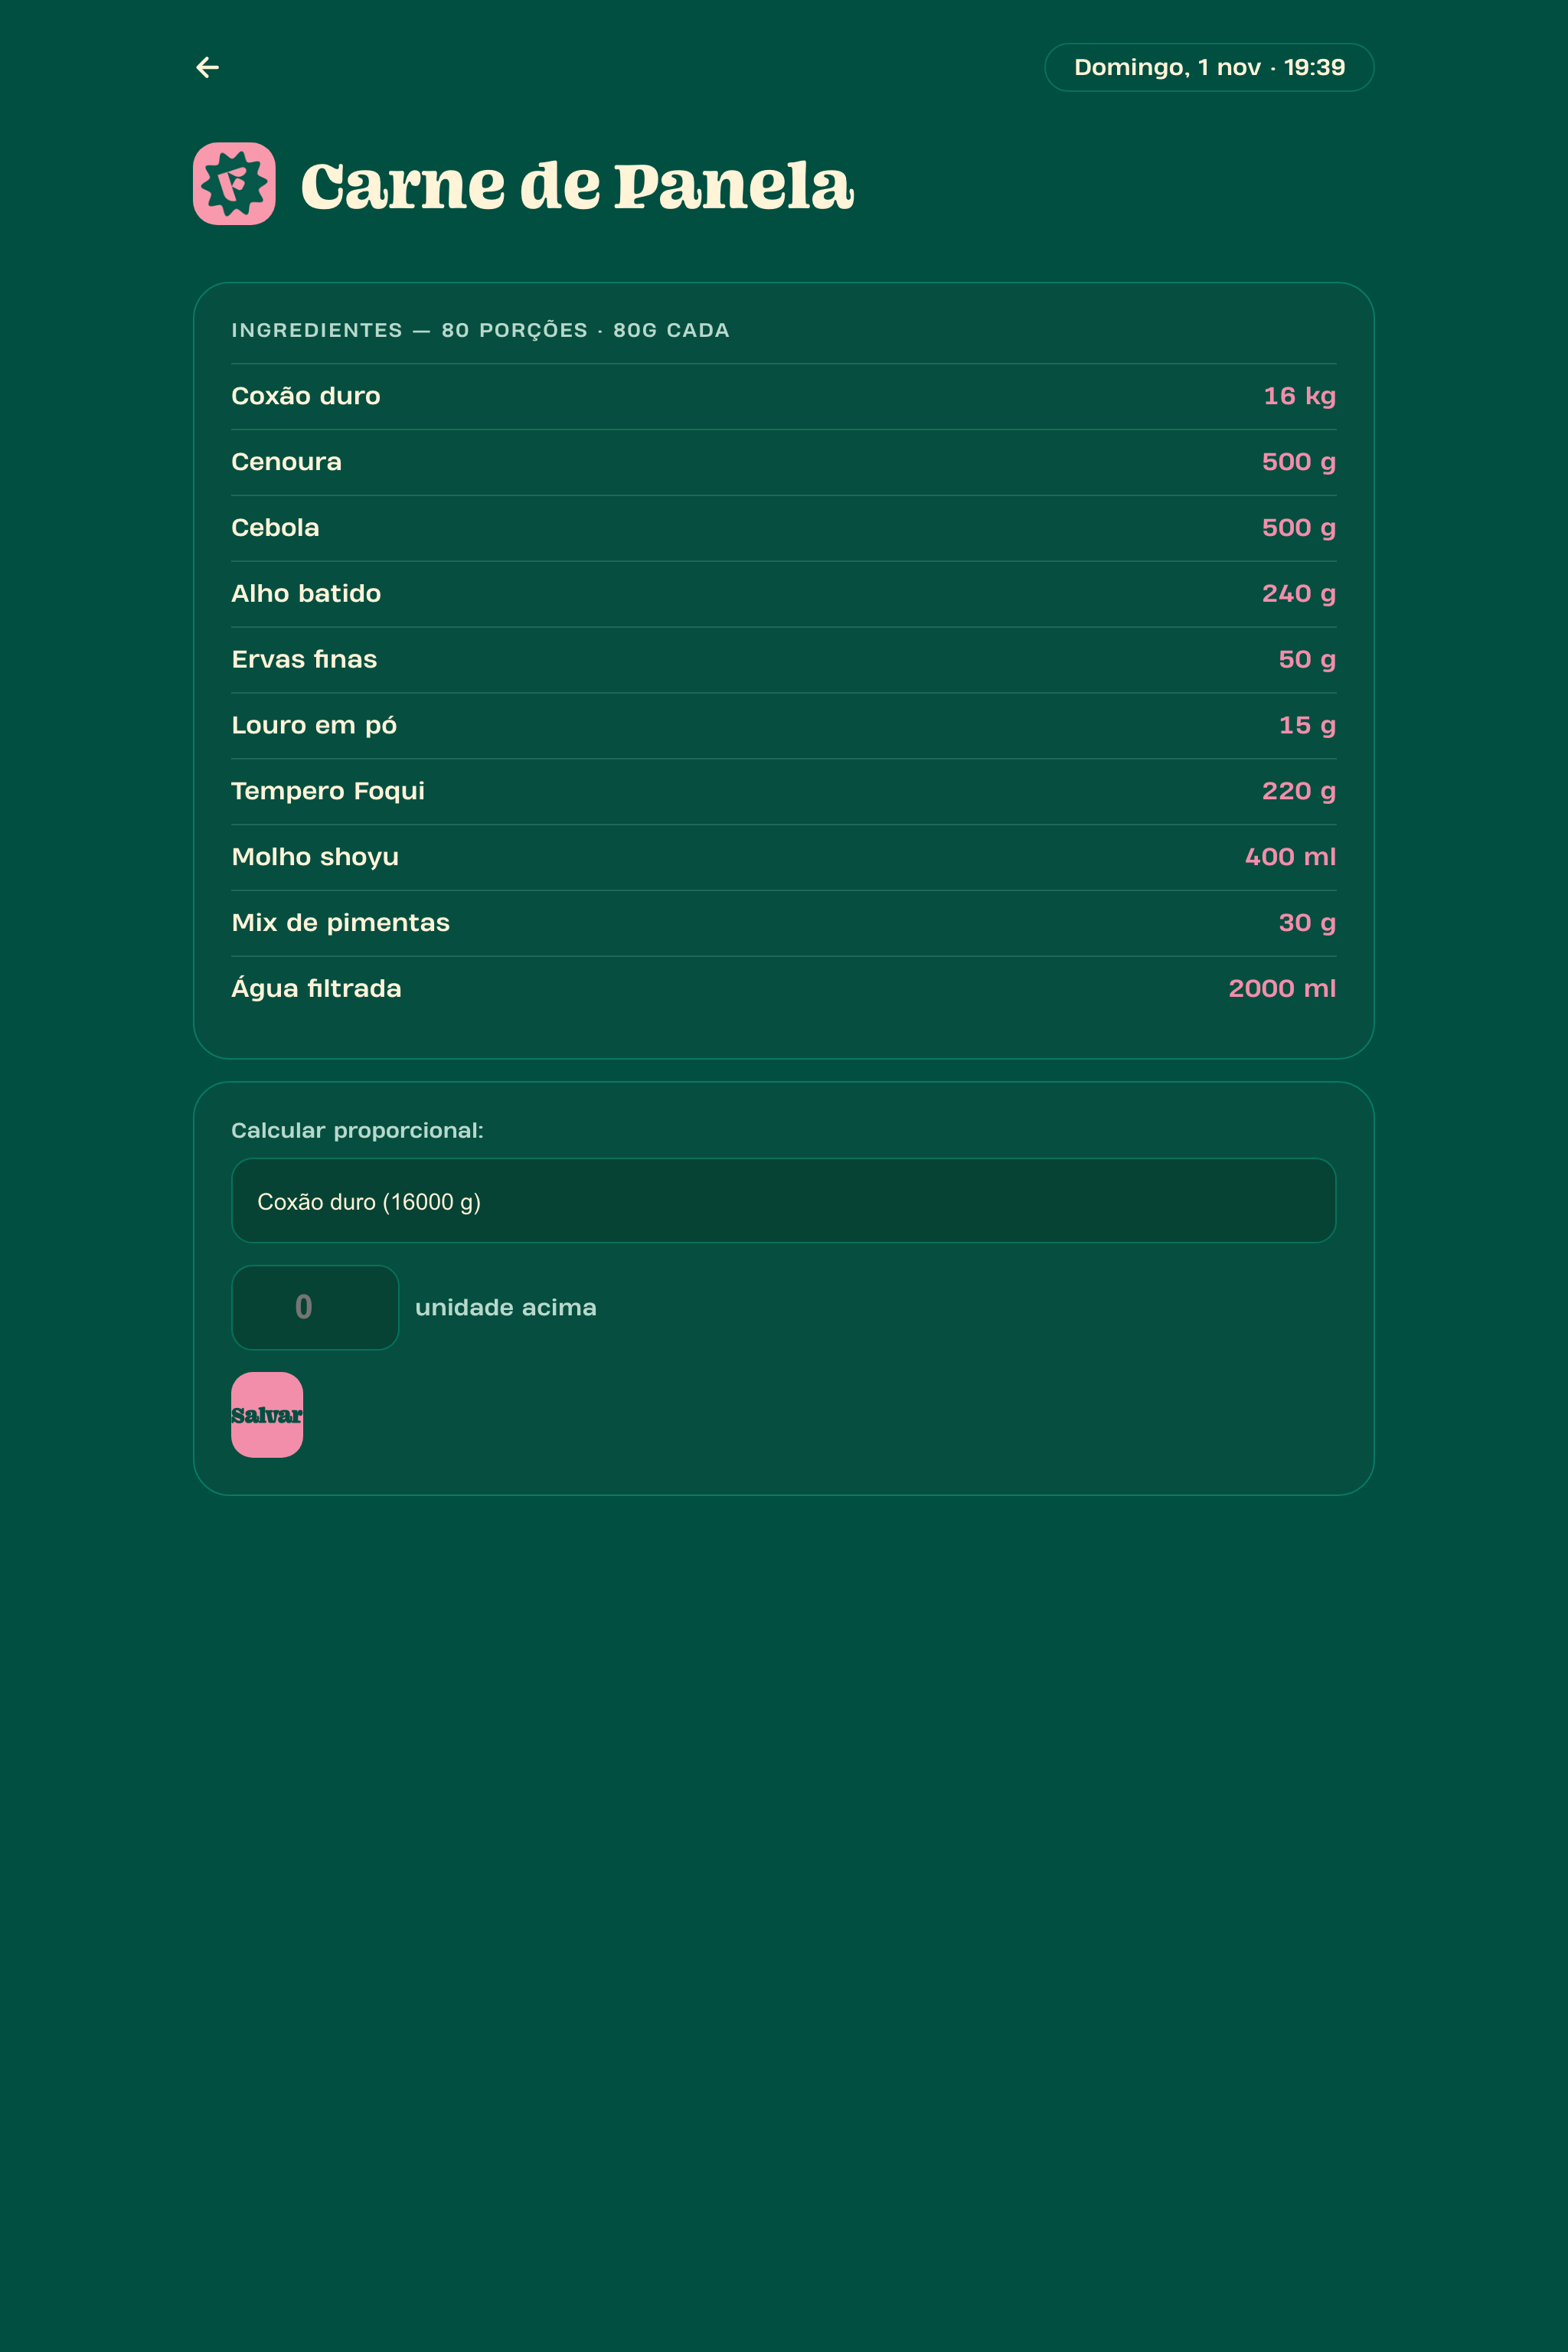 Domingo, 1 nov · 19:39
Carne de Panela
INGREDIENTES — 80 PORÇÕES · 80G CADA
Coxão duro 16 kg
Cenoura 500 g
Cebola 500 g
Alho batido 240 g
Ervas finas 50 g
Louro em pó 15 g
Tempero Foqui 220 g
Molho shoyu 400 ml
Mix de pimentas 30 g
Água filtrada 2000 ml
Calcular proporcional:
Coxão duro (16000 g)
0 unidade acima
Salvar